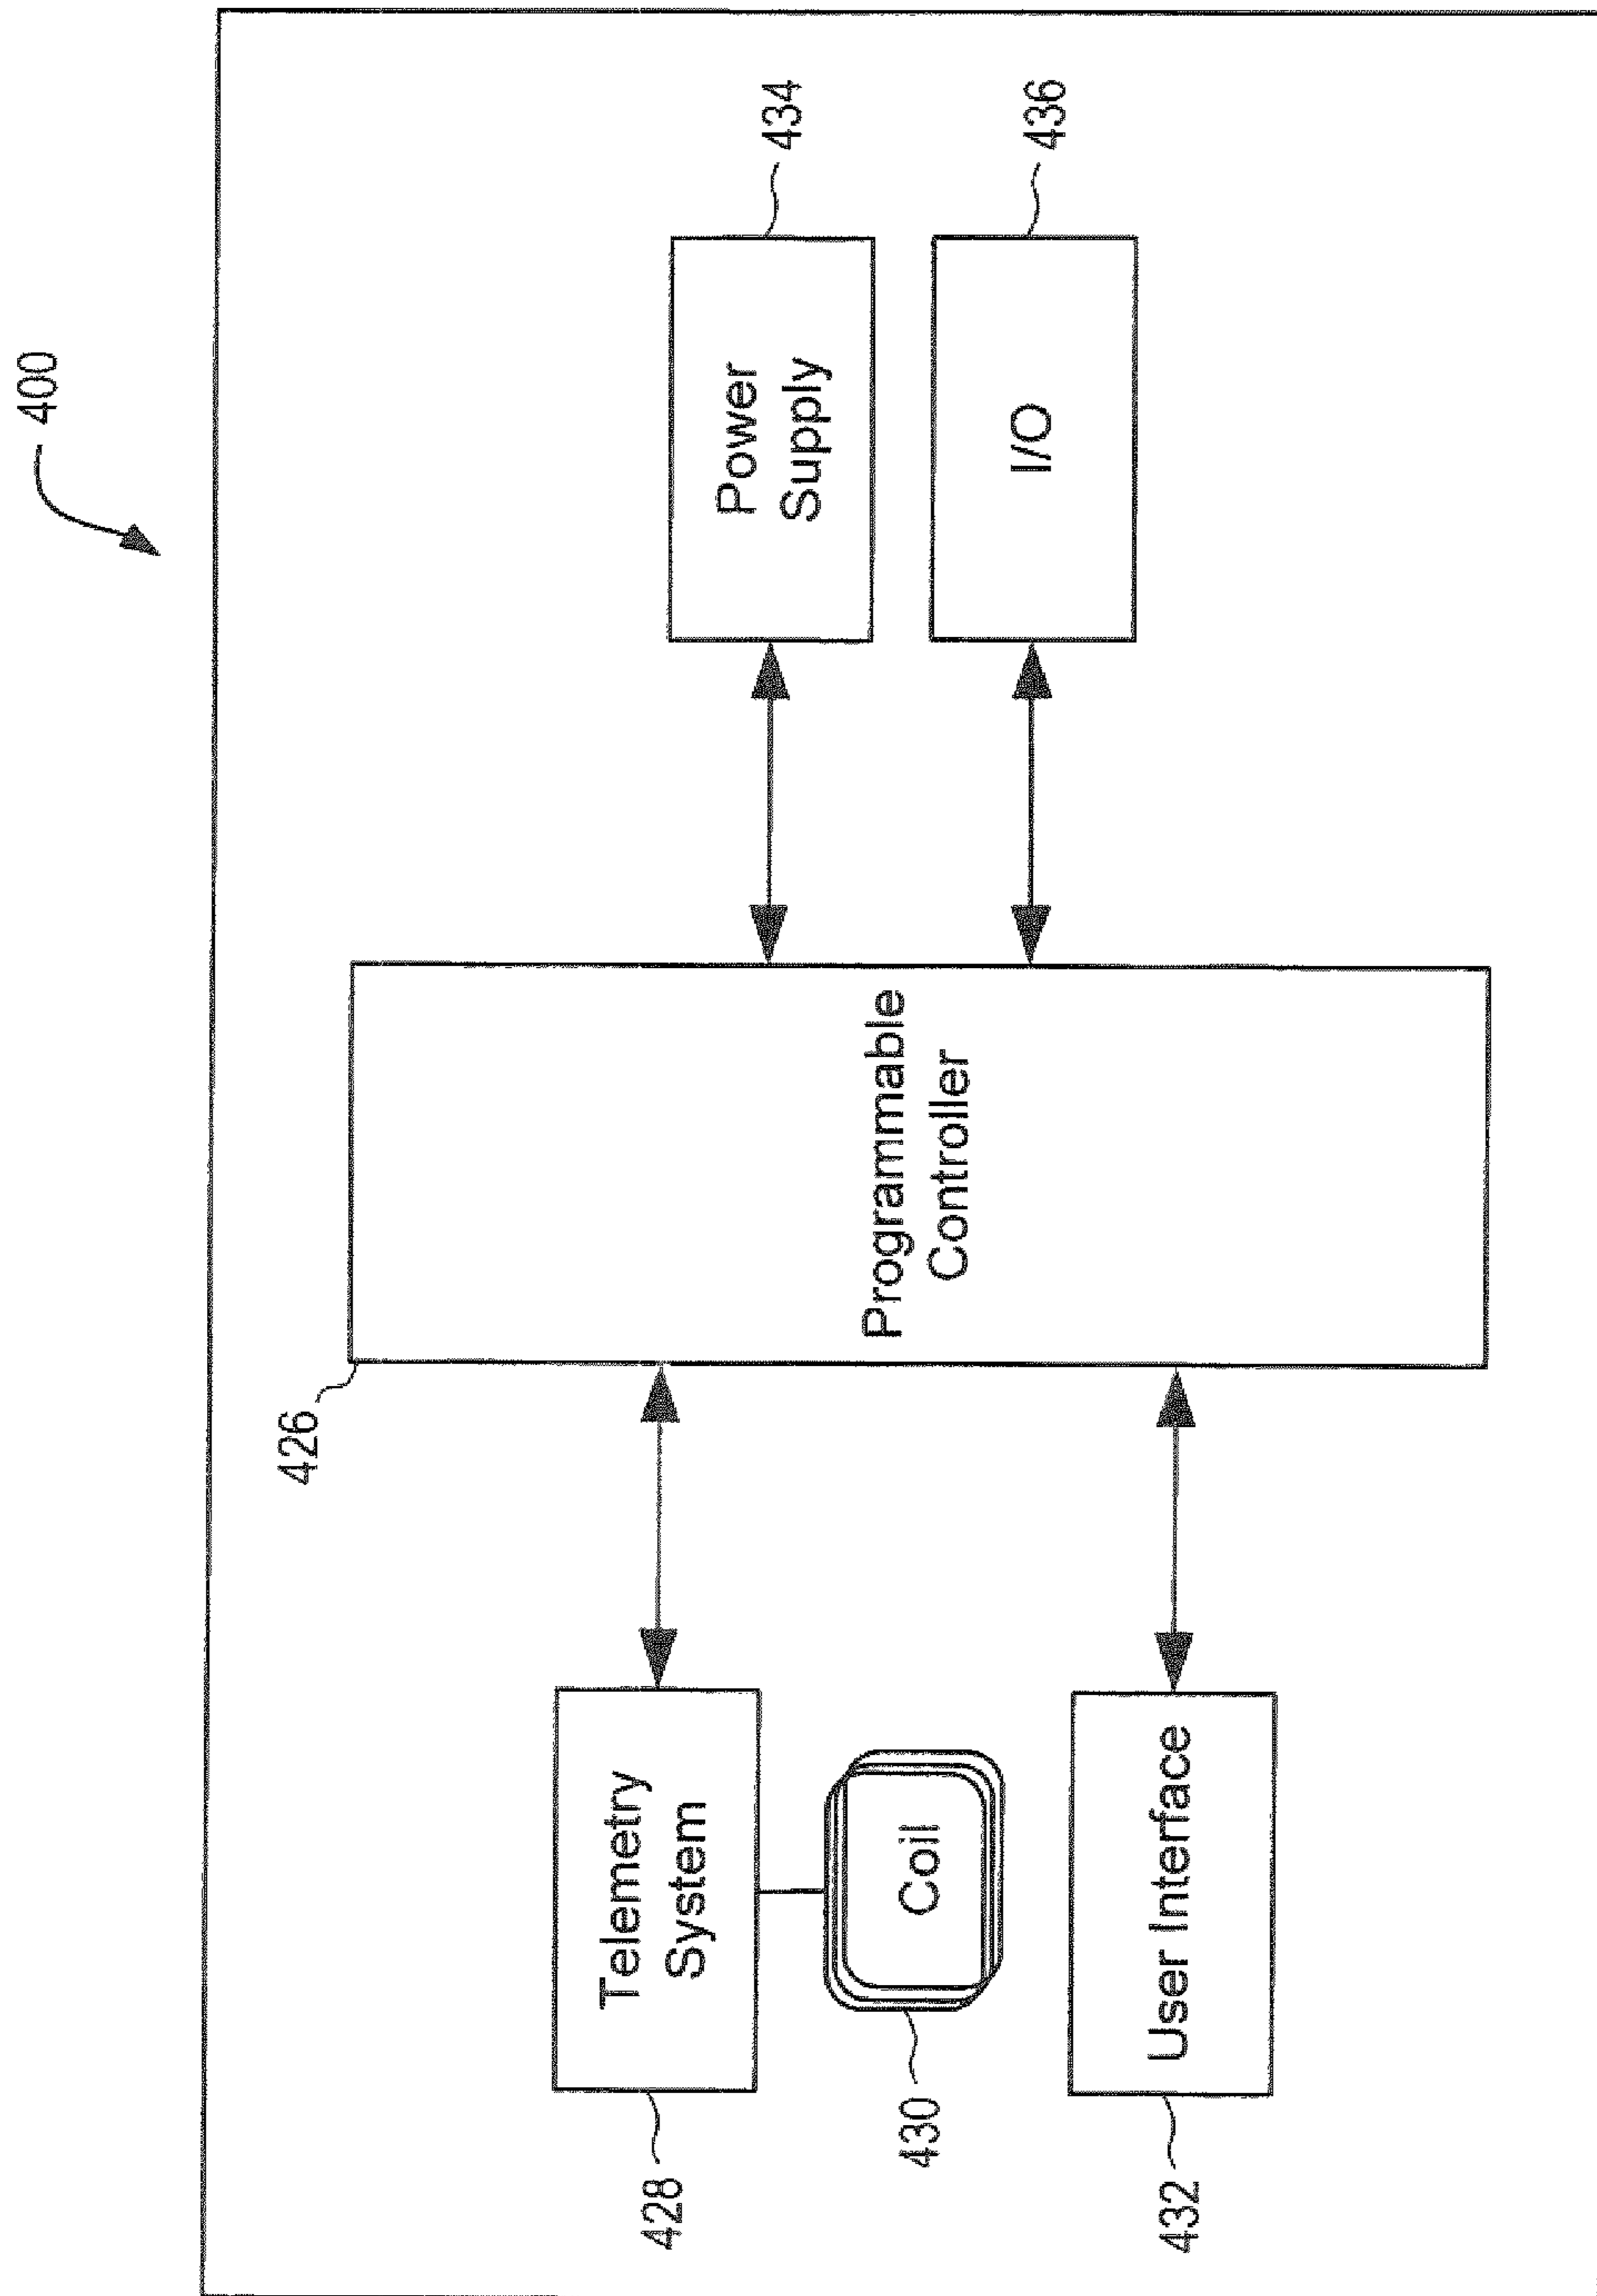 400
426
428
Telemetry
System
430
Coil
432
User Interface
Programmable
Controller
Power
Supply
434
I/O
436